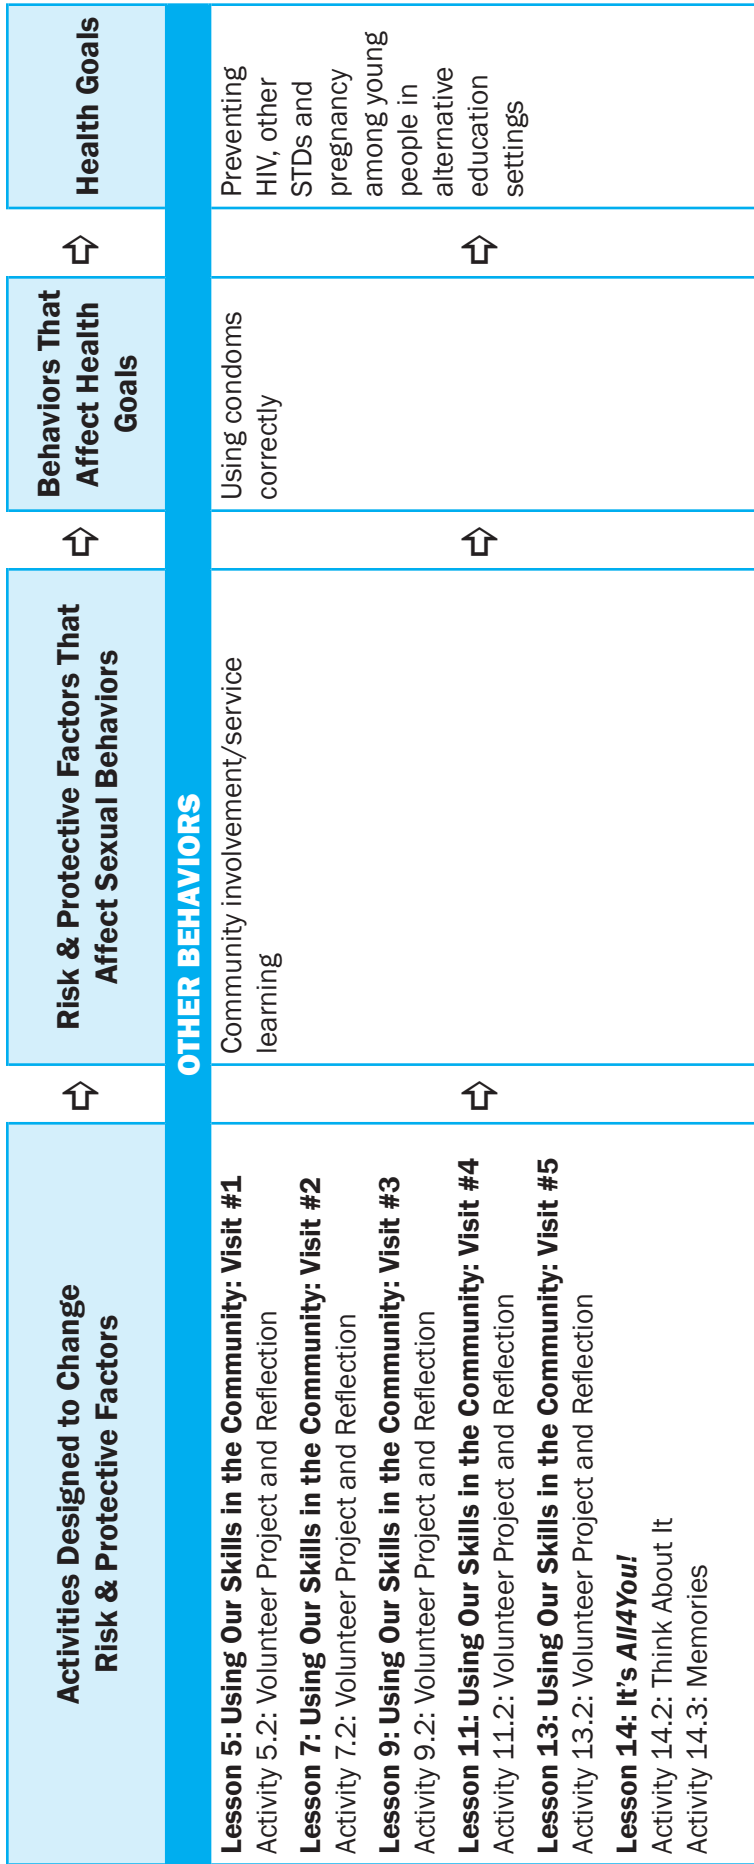 Activities Designed to Change
Risk & Protective Factors
Risk & Protective Factors That
Affect Sexual Behaviors
Behaviors That
Affect Health
Goals
Health Goals
OTHER BEHAVIORS
Lesson 5: Using Our Skills in the Community: Visit #1
Activity 5.2: Volunteer Project and Reflection
Lesson 7: Using Our Skills in the Community: Visit #2
Activity 7.2: Volunteer Project and Reflection
Lesson 9: Using Our Skills in the Community: Visit #3
Activity 9.2: Volunteer Project and Reflection
Lesson 11: Using Our Skills in the Community: Visit #4
Activity 11.2: Volunteer Project and Reflection
Lesson 13: Using Our Skills in the Community: Visit #5
Activity 13.2: Volunteer Project and Reflection
Lesson 14: It's All4You!
Activity 14.2: Think About It
Activity 14.3: Memories
Community involvement/service
learning
Using condoms
correctly
Preventing
HIV, other
STDs and
pregnancy
among young
people in
alternative
education
settings